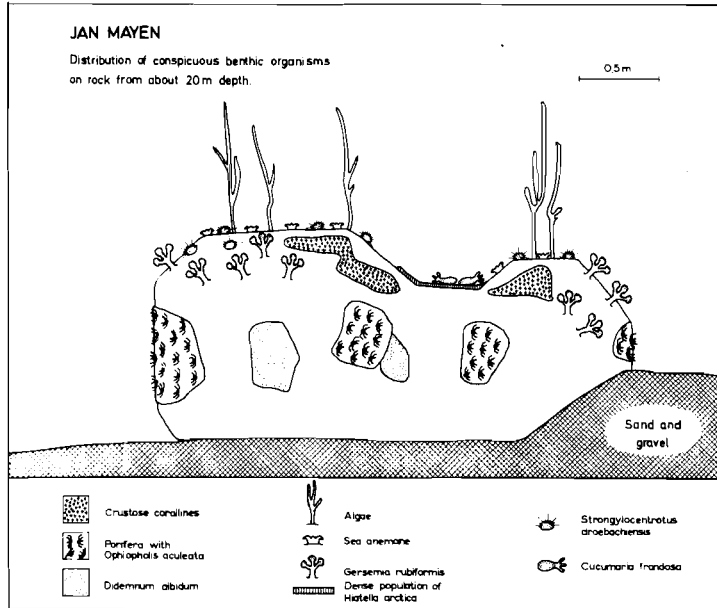 JAN MAYEN
Distribution of conspicuous benthic organisms
on rock from about 20m depth.
0,5 m
Sand and
gravel
Crustose corallines
Porifera with
Ophiopholis aculeata
Didemnum albidum
Algae
Sea anemone
Gersemia rubiformis
Dense population of
Hiatella arctica
Strongylocentrotus
droebachiensis
Cucumaria frondosa